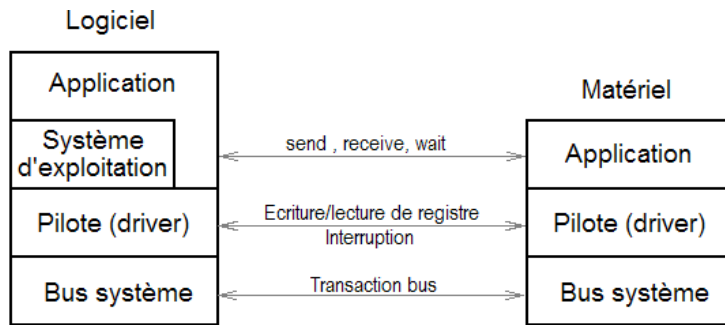 Logiciel
Application
Matériel
Système
d'exploitation
send , receive, wait
Application
Pilote (driver)
Ecriture/lecture de registre
Interruption
Pilote (driver)
Bus système
Transaction bus
Bus système